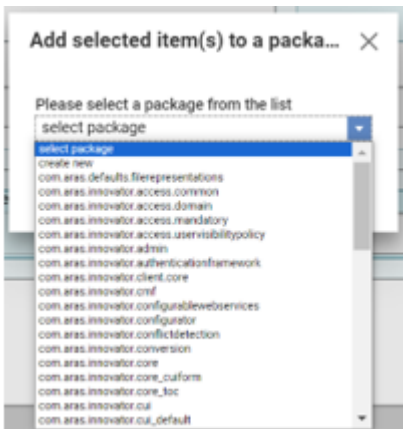 Add selected item(s) to a packa...
Please select a package from the list
select package
select package
create new
com.aras.defaults.filerepresentations
com.aras.innovator.access.common
com.aras.innovator.access.domain
com.aras.innovator.access.mandatory
com.aras.innovator.access.uservisibilitypolicy
com.aras.innovator.admin
com.aras.innovator.authenticationframework
com.aras.innovator.client.core
com.aras.innovator.cmf
com.aras.innovator.configurablewebservices
com.aras.innovator.configurator
com.aras.innovator.conflictdetection
com.aras.innovator.conversion
com.aras.innovator.core
com.aras.innovator.core_cuiform
com.aras.innovator.core_toc
com.aras.innovator.cui
com.aras.innovator.cui_default